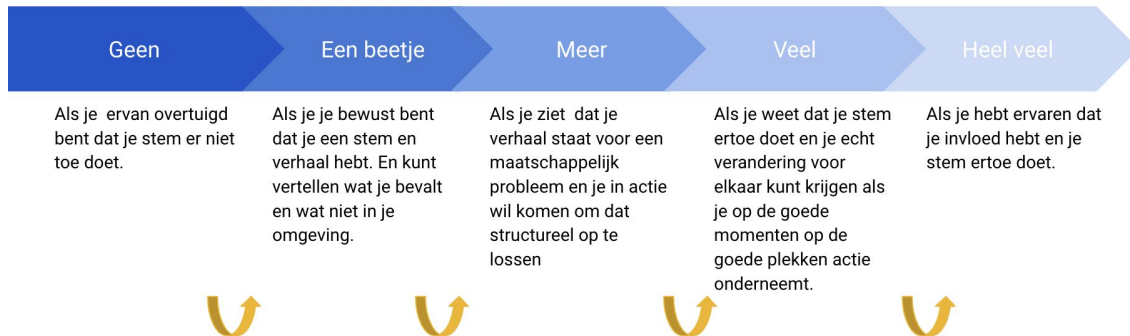 Geen
Een beetje
Meer
Veel
Heel veel
Als je ervan overtuigd
bent dat je stem er niet
toe doet.
Als je je bewust bent
dat je een stem en
verhaal hebt. En kunt
vertellen wat je bevalt
en wat niet in je
omgeving.
Als je ziet dat je
verhaal staat voor een
maatschappelijk
probleem en je in actie
wil komen om dat
structureel op te
lossen
Als je weet dat je stem
ertoe doet en je echt
verandering voor
elkaar kunt krijgen als
je op de goede
momenten op de
goede plekken actie
onderneemt.
Als je hebt ervaren dat
je invloed hebt en je
stem ertoe doet.